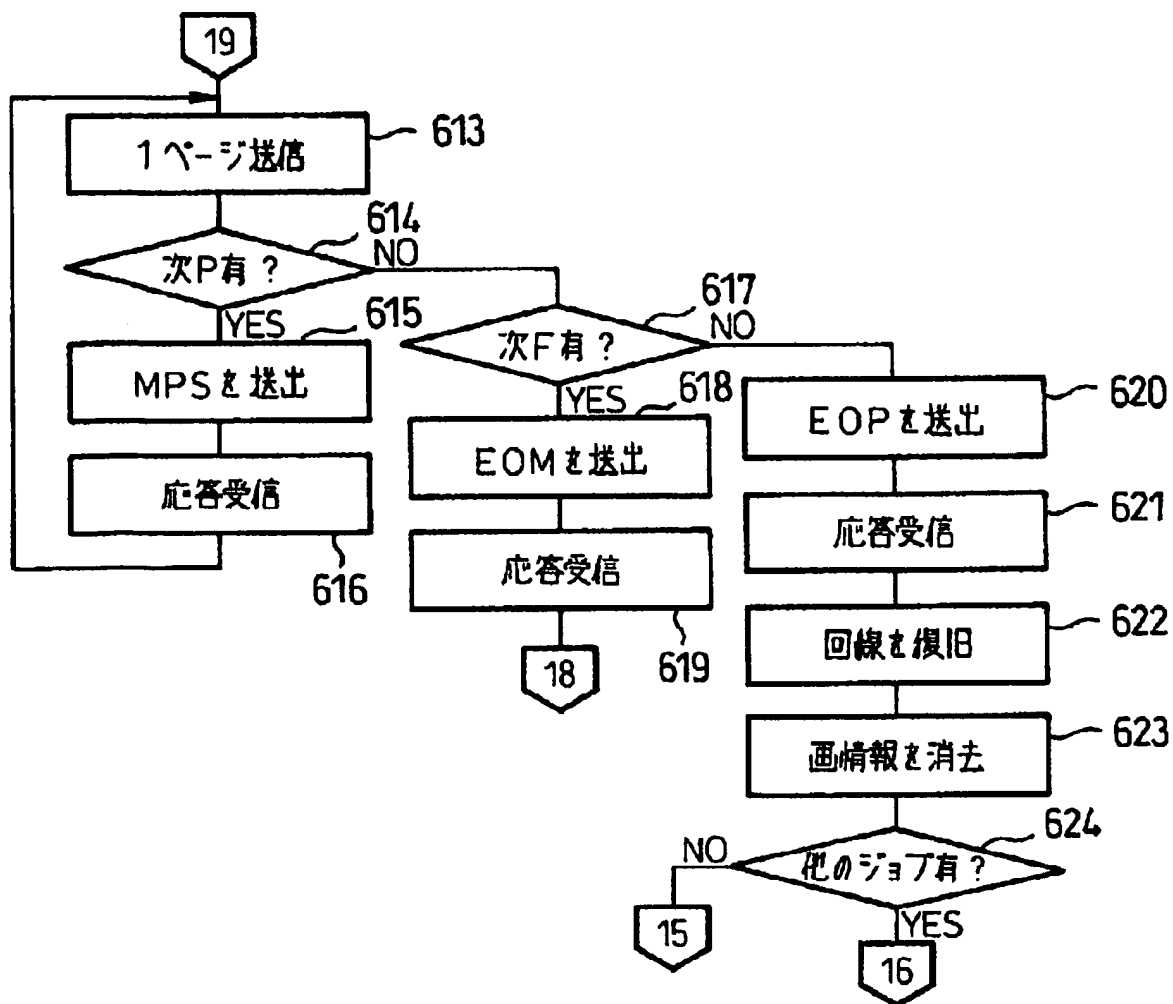 19
1ページ送信
613
次P有?
614
NO
YES
MPSを送出
615
応答受信
616
次F有?
617
NO
YES
EOMを送出
618
応答受信
619
18
EOPを送出
620
応答受信
621
回線を復旧
622
画情報を消去
623
他のジョブ有?
624
NO
YES
15
16